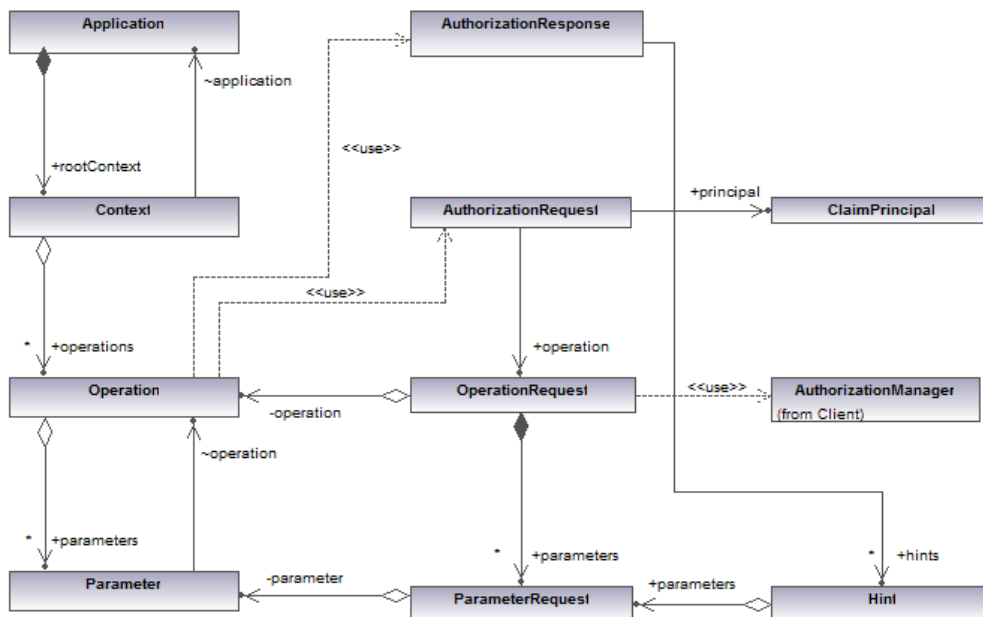 Application
AuthorizationResponse
~application
<<use>>
+rootContext
Context
AuthorizationRequest
+principal
ClaimPrincipal
<<use>>
* +operations
+operation
Operation
-operation
OperationRequest
<<use>>
AuthorizationManager
(from Client)
~operation
* +parameters
* +parameters
* +hints
Parameter
-parameter
ParameterRequest
+parameters
Hint